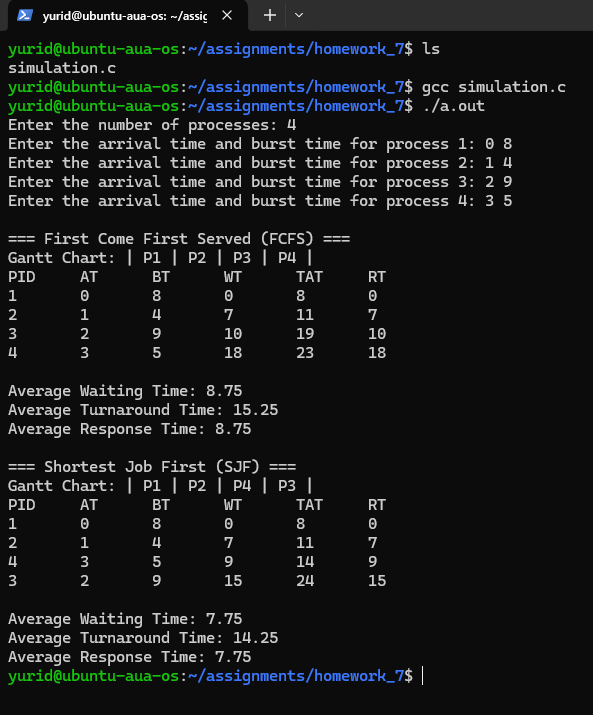 yurid@ubuntu-aua-os: ~/assig
yurid@ubuntu-aua-os:~/assignments/homework_7$ ls
simulation.c
yurid@ubuntu-aua-os:~/assignments/homework_7$ gcc simulation.c
yurid@ubuntu-aua-os:~/assignments/homework_7$ ./a.out
Enter the number of processes: 4
Enter the arrival time and burst time for process 1: 0 8
Enter the arrival time and burst time for process 2: 1 4
Enter the arrival time and burst time for process 3: 2 9
Enter the arrival time and burst time for process 4: 3 5

=== First Come First Served (FCFS) ===
Gantt Chart: | P1 | P2 | P3 | P4 |
PID     AT      BT      WT      TAT     RT
1       0       8       0       8       0
2       1       4       7       11      7
3       2       9       10      19      10
4       3       5       18      23      18

Average Waiting Time: 8.75
Average Turnaround Time: 15.25
Average Response Time: 8.75

=== Shortest Job First (SJF) ===
Gantt Chart: | P1 | P2 | P4 | P3 |
PID     AT      BT      WT      TAT     RT
1       0       8       0       8       0
2       1       4       7       11      7
4       3       5       9       14      9
3       2       9       15      24      15

Average Waiting Time: 7.75
Average Turnaround Time: 14.25
Average Response Time: 7.75
yurid@ubuntu-aua-os:~/assignments/homework_7$